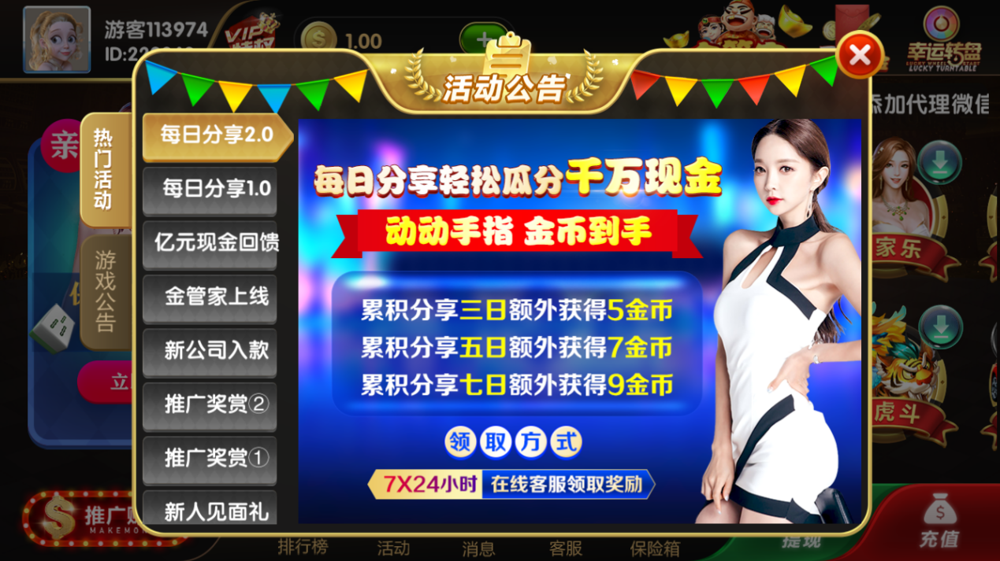 游客113974
VIP
1.00
幸运转盘
LUCKY TURNTABLE
活动公告
添加代理微信
热门活动
游戏公告
每日分享2.0
每日分享1.0
亿元现金回馈
金管家上线
新公司入款
推广奖赏②
推广奖赏①
新人见面礼
每日分享轻松瓜分千万现金
动动手指 金币到手
累积分享三日额外获得5金币
累积分享五日额外获得7金币
累积分享七日额外获得9金币
领取方式
7X24小时 在线客服领取奖励
亲
立
家乐
虎斗
推广
排行榜
活动
消息
客服
保险箱
提现
充值